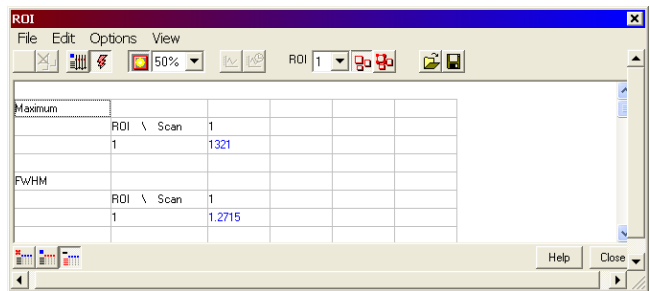 ROI
File Edit Options View
50% ROI 1
Maximum
ROI \ Scan 1
1 1321
FWHM
ROI \ Scan 1
1 1.2715
Help Close